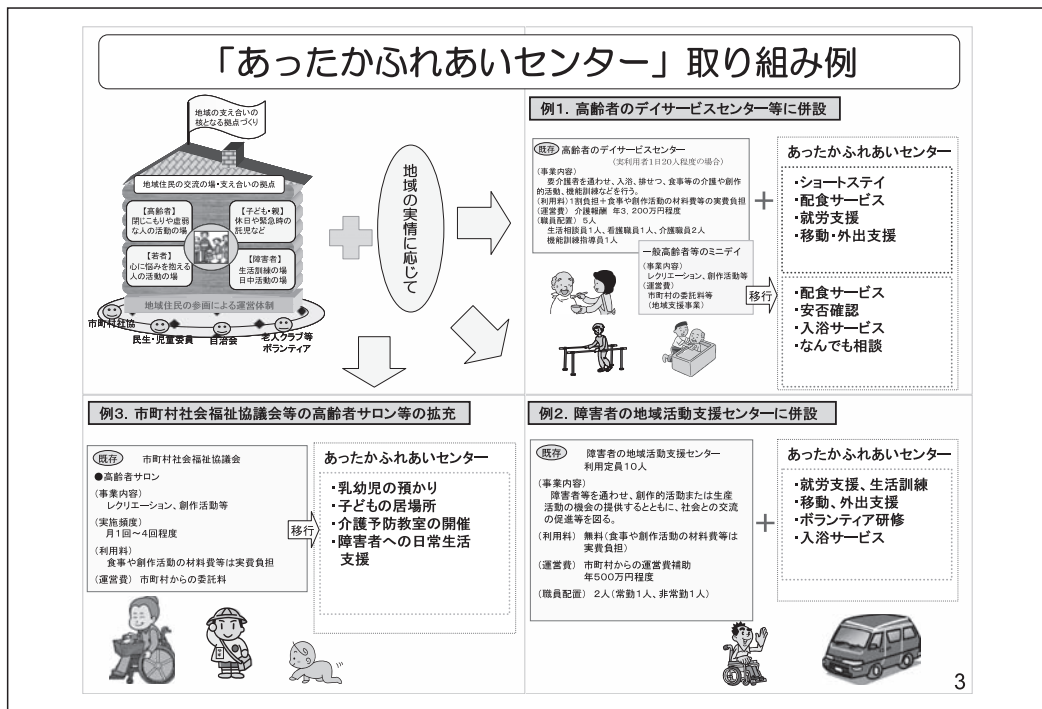 「あったかふれあいセンター」取り組み例
地域の支え合いの
核となる拠点づくり
地域住民の交流の場・支え合いの拠点
【高齢者】
閉じこもりや虚弱
な人の活動の場
【子ども・親】
休日や緊急時の
託児など
【若者】
心に悩みを抱える
人の活動の場
【障害者】
生活訓練の場
日中活動の場
地域住民の参画による運営体制
市町村社協
民生・児童委員
自治会
老人クラブ等
ボランティア
地域の実情に応じて
例1. 高齢者のデイサービスセンター等に併設
既存 高齢者のデイサービスセンター
(実利用者1日20人程度の場合)
(事業内容)
要介護者を通わせ、入浴、排せつ、食事等の介護や創作
的活動、機能訓練などを行う。
(利用料)1割負担+食事や創作活動の材料費等の実費負担
(運営費) 介護報酬 年3,200万円程度
(職員配置) 5人
生活相談員1人、看護職員1人、介護職員2人
機能訓練指導員1人
一般高齢者等のミニデイ
(事業内容)
レクリエーション、創作活動等
(運営費)
市町村の委託料等
(地域支援事業)
移行
+
あったかふれあいセンター
・ショートステイ
・配食サービス
・就労支援
・移動・外出支援
・配食サービス
・安否確認
・入浴サービス
・なんでも相談
例3. 市町村社会福祉協議会等の高齢者サロン等の拡充
既存 市町村社会福祉協議会
●高齢者サロン
(事業内容)
レクリエーション、創作活動等
(実施頻度)
月1回~4回程度
(利用料)
食事や創作活動の材料費等は実費負担
(運営費) 市町村からの委託料
移行
あったかふれあいセンター
・乳幼児の預かり
・子どもの居場所
・介護予防教室の開催
・障害者への日常生活
支援
例2. 障害者の地域活動支援センターに併設
既存 障害者の地域活動支援センター
利用定員10人
(事業内容)
障害者等を通わせ、創作的活動または生産
活動の機会の提供するとともに、社会との交流
の促進等を図る。
(利用料) 無料(食事や創作活動の材料費等は
実費負担)
(運営費) 市町村からの運営費補助
年500万円程度
(職員配置) 2人(常勤1人、非常勤1人)
+
あったかふれあいセンター
・就労支援、生活訓練
・移動、外出支援
・ボランティア研修
・入浴サービス
3